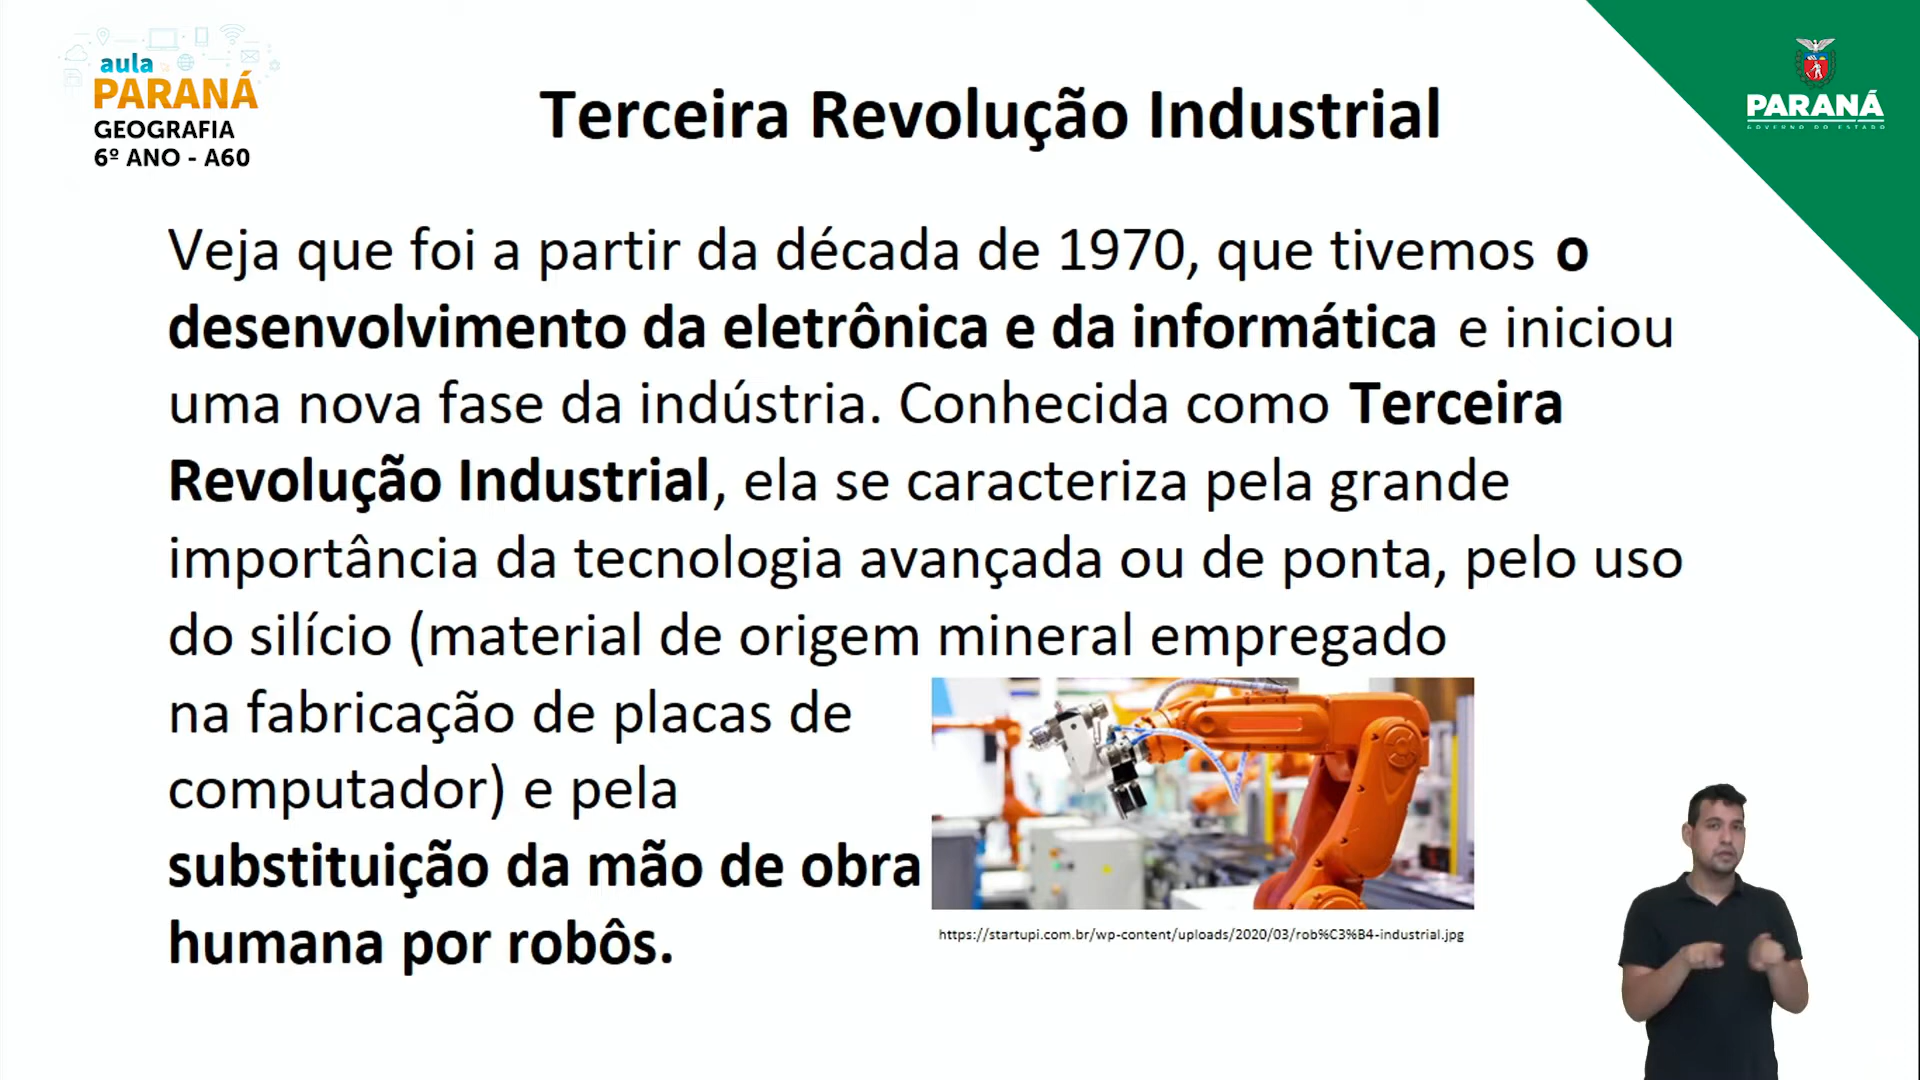 aula
PARANÁ
GEOGRAFIA
6º ANO - A60
Terceira Revolução Industrial
PARANÁ
GOVERNO DO ESTADO
Veja que foi a partir da década de 1970, que tivemos o
desenvolvimento da eletrônica e da informática e iniciou
uma nova fase da indústria. Conhecida como Terceira
Revolução Industrial, ela se caracteriza pela grande
importância da tecnologia avançada ou de ponta, pelo uso
do silício (material de origem mineral empregado
na fabricação de placas de
computador) e pela
substituição da mão de obra
humana por robôs.
https://startupi.com.br/wp-content/uploads/2020/03/rob%C3%B4-industrial.jpg